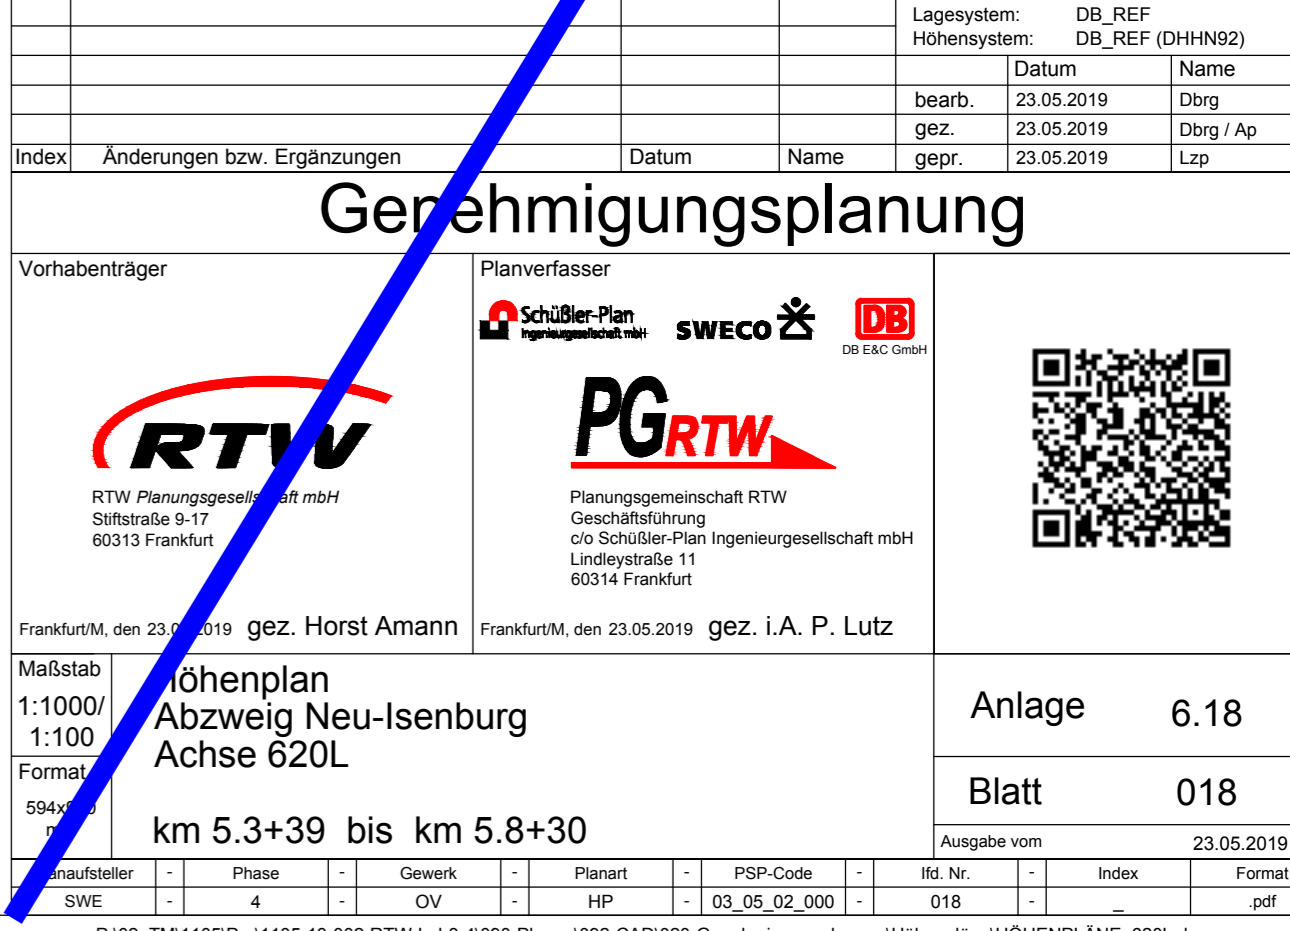 Lagesystem: DB_REF
Höhensystem: DB_REF (DHHN92)
Datum Name
bearb. 23.05.2019 Dbrg
gez. 23.05.2019 Dbrg / Ap
Index Änderungen bzw. Ergänzungen Datum Name gepr. 23.05.2019 Lzp
Genehmigungsplanung
Vorhabenträger
Planverfasser
Schüßler-Plan
Ingenieurgesellschaft mbH
SWECO
DB
DB E&C GmbH
RTW
RTW Planungsgesellschaft mbH
Stiftstraße 9-17
60313 Frankfurt
PGRTW
Planungsgemeinschaft RTW
Geschäftsführung
c/o Schüßler-Plan Ingenieurgesellschaft mbH
Lindleystraße 11
60314 Frankfurt
Frankfurt/M, den 23.05.2019 gez. Horst Amann
Frankfurt/M, den 23.05.2019 gez. i.A. P. Lutz
Maßstab
1:1000/
1:100
Format
Höhenplan
Abzweig Neu-Isenburg
Achse 620L
km 5.3+39 bis km 5.8+30
Anlage 6.18
Blatt 018
Ausgabe vom 23.05.2019
Planaufsteller - Phase - Gewerk - Planart - PSP-Code - lfd. Nr. - Index Format
SWE - 4 - OV - HP - 03_05_02_000 - 018 - _ .pdf